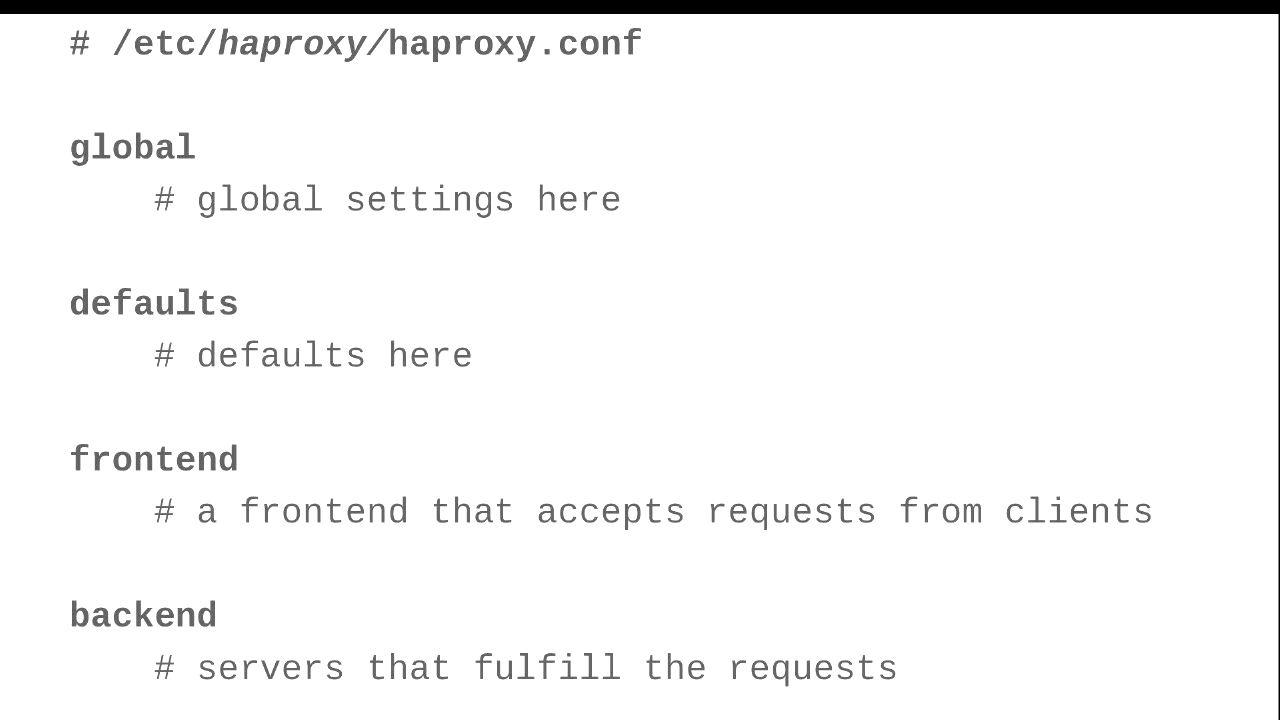 # /etc/haproxy/haproxy.conf
global
# global settings here
defaults
# defaults here
frontend
# a frontend that accepts requests from clients
backend
# servers that fulfill the requests